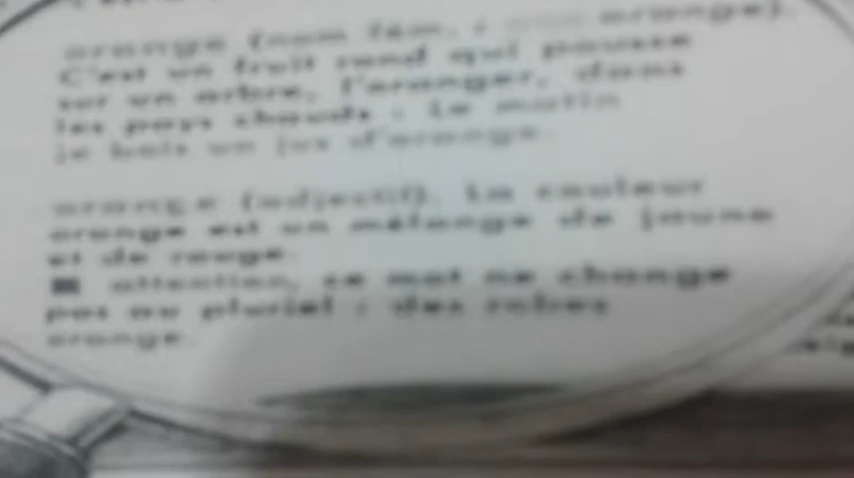 orange (nom fém. : orange).
C'est un fruit rond qui pousse
sur un arbre, l'oranger, dans
les pays chauds : Le matin
je bois un jus d'orange.
orange (adjectif). La couleur
orange est un mélange de jaune
et de rouge.
■ attention, ce mot ne change
pas au pluriel : des robes
orange.